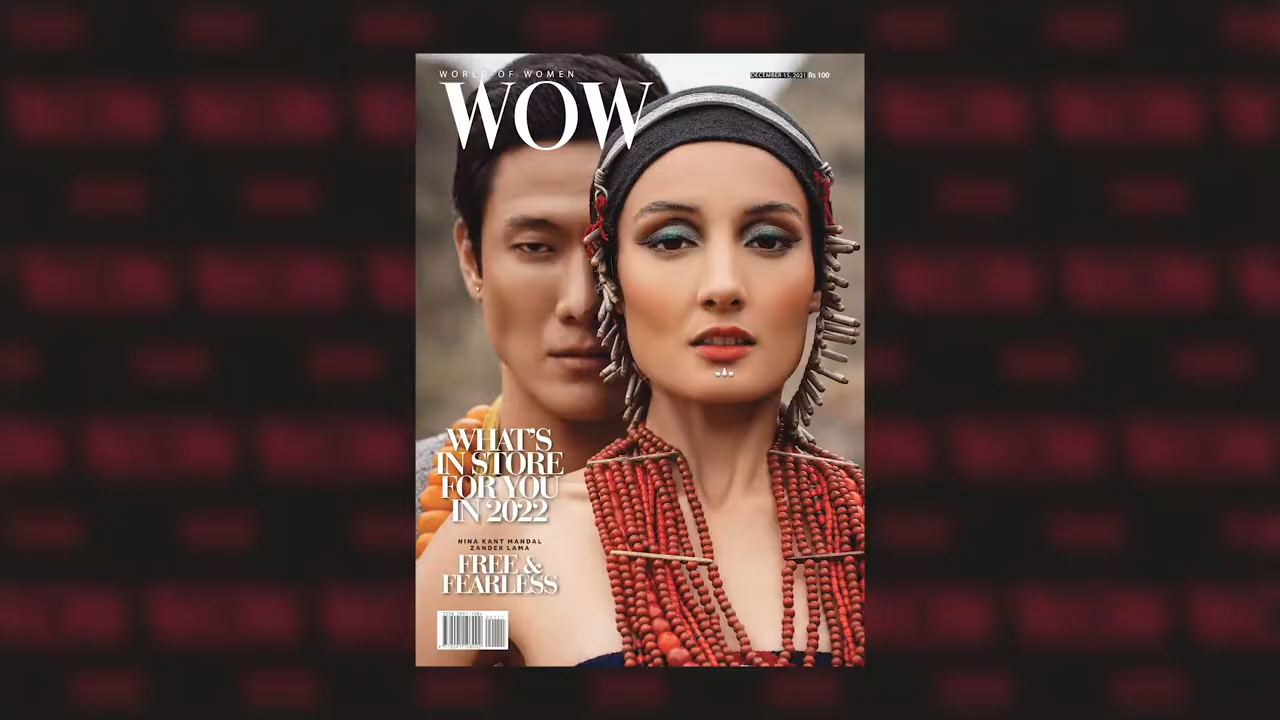 WORLD OF WOMEN
DECEMBER 15, 2021 Rs 100
WOW
WHAT'S
IN STORE
FOR YOU
IN 2022
NINA KANT MANDAL
ZANDER LAMA
FREE &
FEARLESS